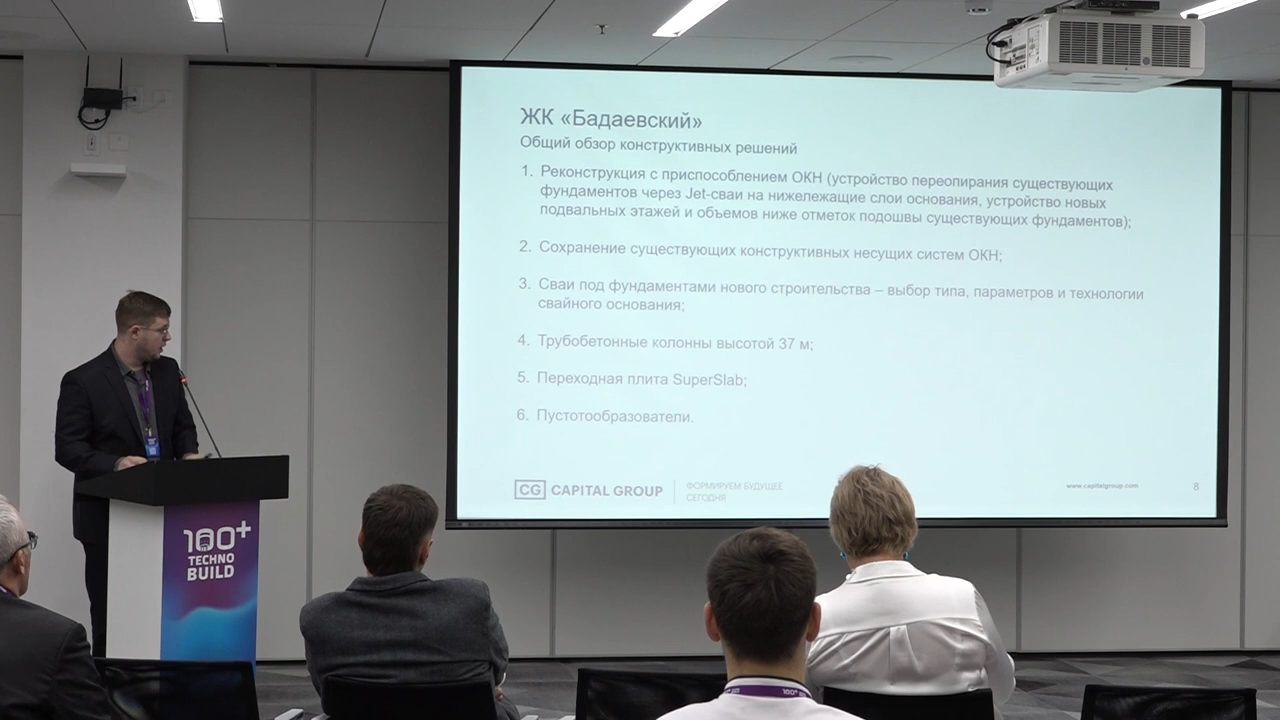 ЖК «Бадаевский»
Общий обзор конструктивных решений
1. Реконструкция с приспособлением ОКН (устройство переопирания существующих
фундаментов через Jet-сваи на нижележащие слои основания, устройство новых
подвальных этажей и объемов ниже отметок подошвы существующих фундаментов);
2. Сохранение существующих конструктивных несущих систем ОКН;
3. Сваи под фундаментами нового строительства – выбор типа, параметров и технологии
свайного основания;
4. Трубобетонные колонны высотой 37 м;
5. Переходная плита SuperSlab;
6. Пустотообразователи.
CG CAPITAL GROUP
ФОРМИРУЕМ БУДУЩЕЕ
СЕГОДНЯ
www.capitalgroup.com
8
100+
TECHNO
BUILD
100+